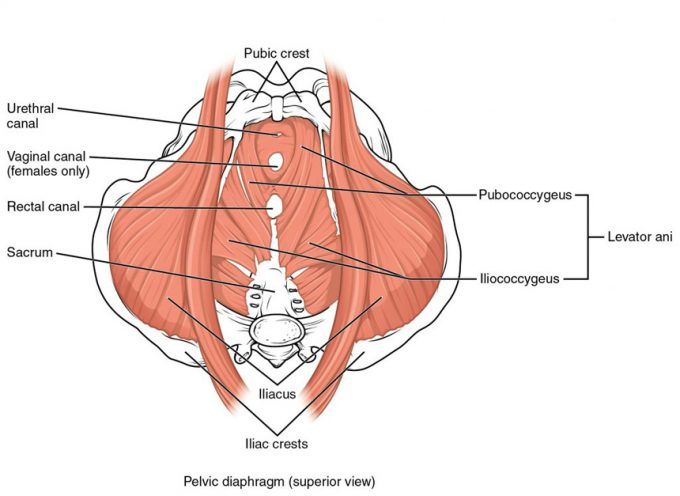 Pubic crest
Urethral
canal
Vaginal canal
(females only)
Rectal canal
Sacrum
Pubococcygeus
Levator ani
Iliococcygeus
Iliacus
Iliac crests
Pelvic diaphragm (superior view)